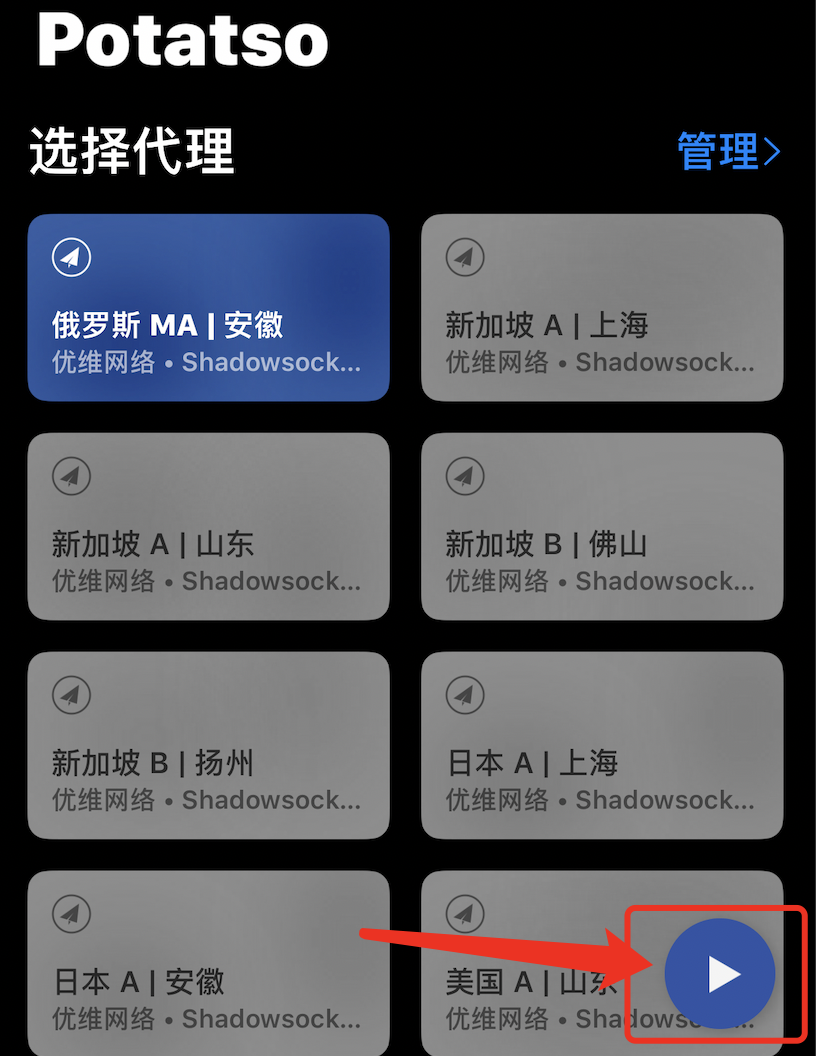 Potatso
选择代理
管理
俄罗斯 MA | 安徽
优维网络 • Shadowsock...
新加坡 A | 上海
优维网络 • Shadowsock...
新加坡 A | 山东
优维网络 • Shadowsock...
新加坡 B | 佛山
优维网络 • Shadowsock...
新加坡 B | 扬州
优维网络 • Shadowsock...
日本 A | 上海
优维网络 • Shadowsock...
日本 A | 安徽
优维网络 • Shadowsock...
美国 A | 山东
优维网络 • Shadows